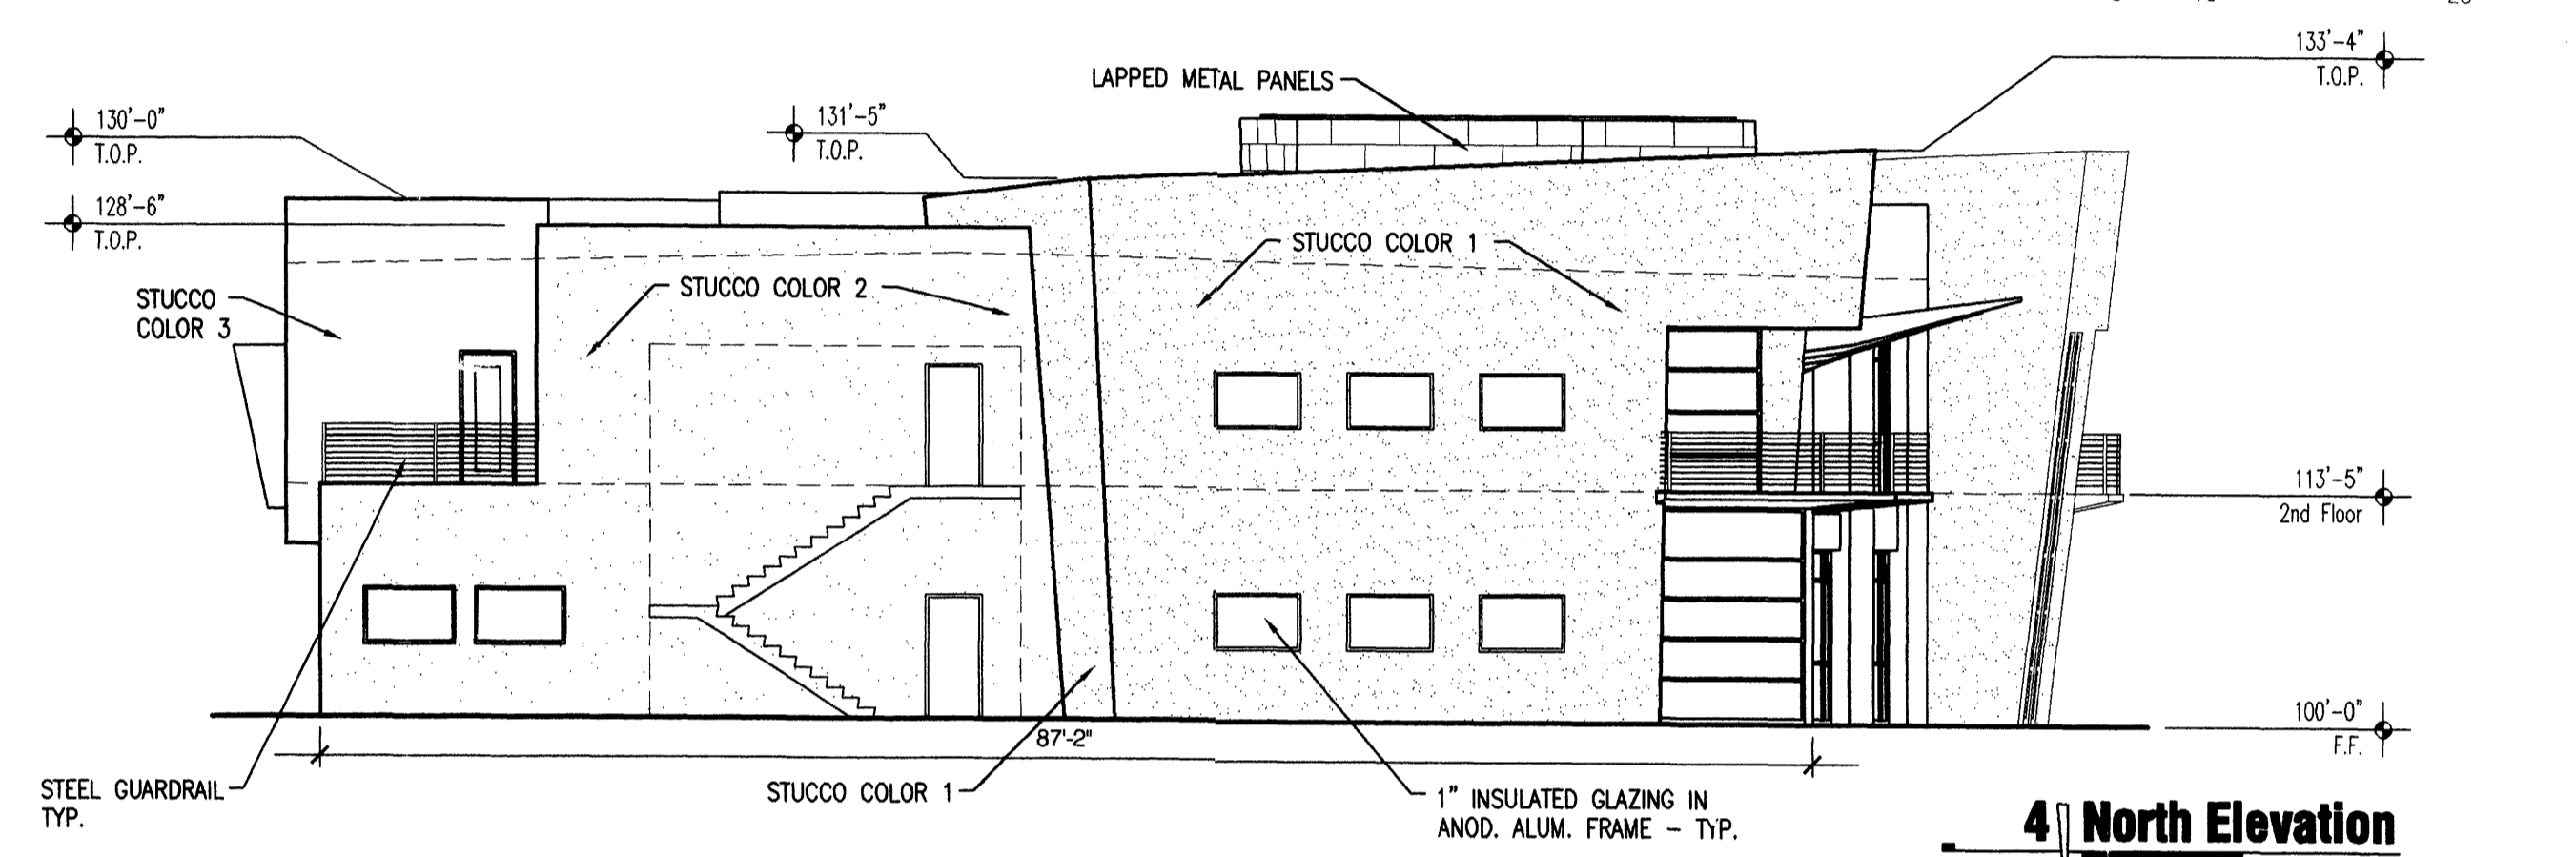 133'-4"
T.O.P.
LAPPED METAL PANELS
130'-0"
T.O.P.
131'-5"
T.O.P.
128'-6"
T.O.P.
STUCCO COLOR 1
STUCCO COLOR 2
STUCCO
COLOR 3
113'-5"
2nd Floor
100'-0"
F.F.
87'-2"
STEEL GUARDRAIL
TYP.
STUCCO COLOR 1
1" INSULATED GLAZING IN
ANOD. ALUM. FRAME - TYP.
4 North Elevation